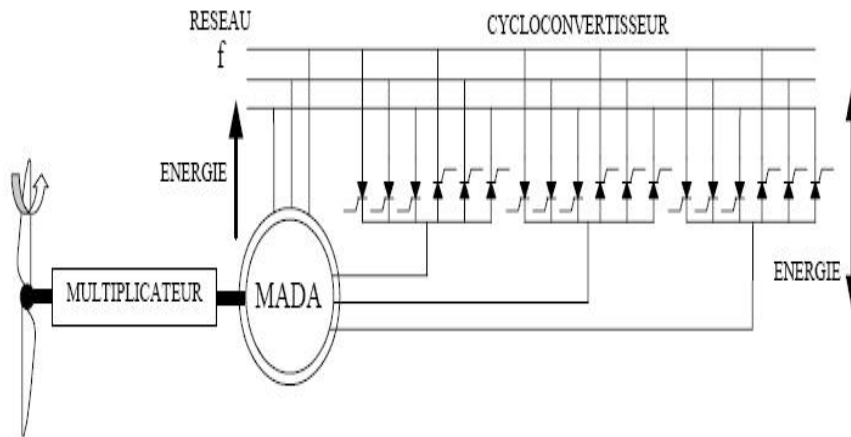 RESEAU
f
CYCLOCONVERTISSEUR
ENERGIE
ENERGIE
MULTIPLICATEUR
MADA